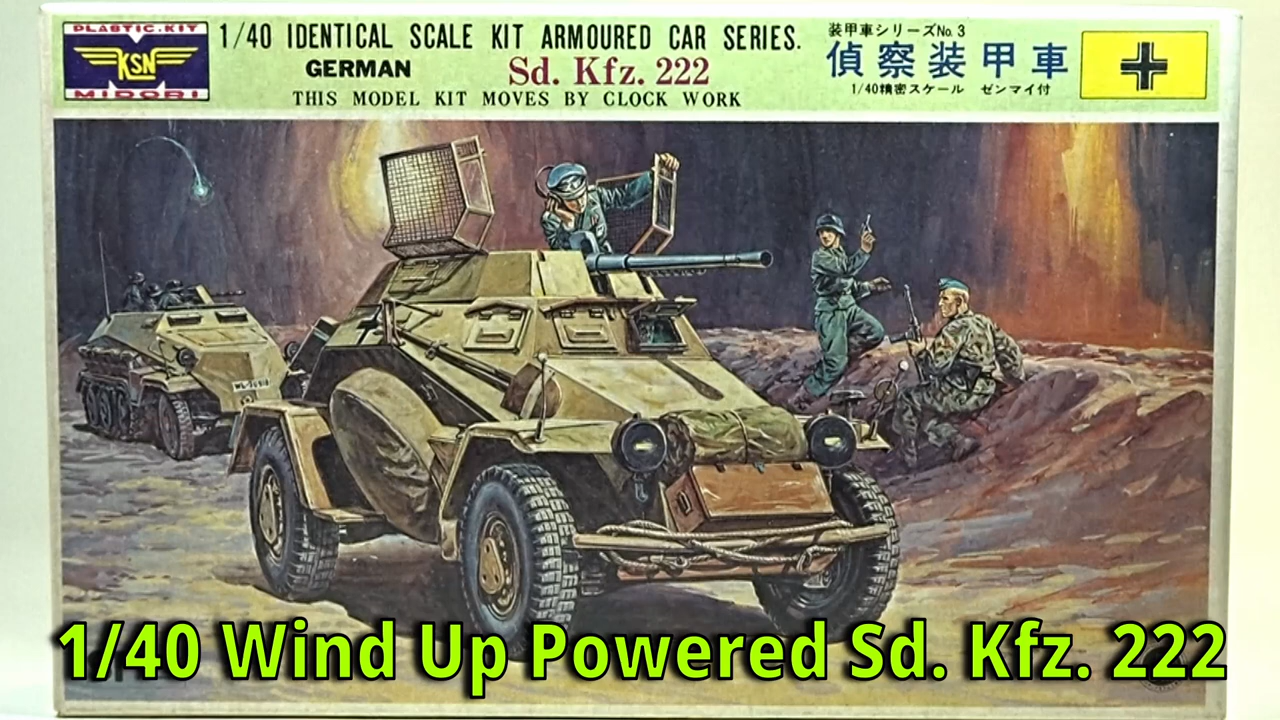 PLASTIC.KIT
KSN
MIDORI
1/40 IDENTICAL SCALE KIT ARMOURED CAR SERIES.
GERMAN Sd. Kfz. 222
THIS MODEL KIT MOVES BY CLOCK WORK
装甲車シリーズNo.3
偵察装甲車
1/40精密スケール ゼンマイ付
1/40 Wind Up Powered Sd. Kfz. 222